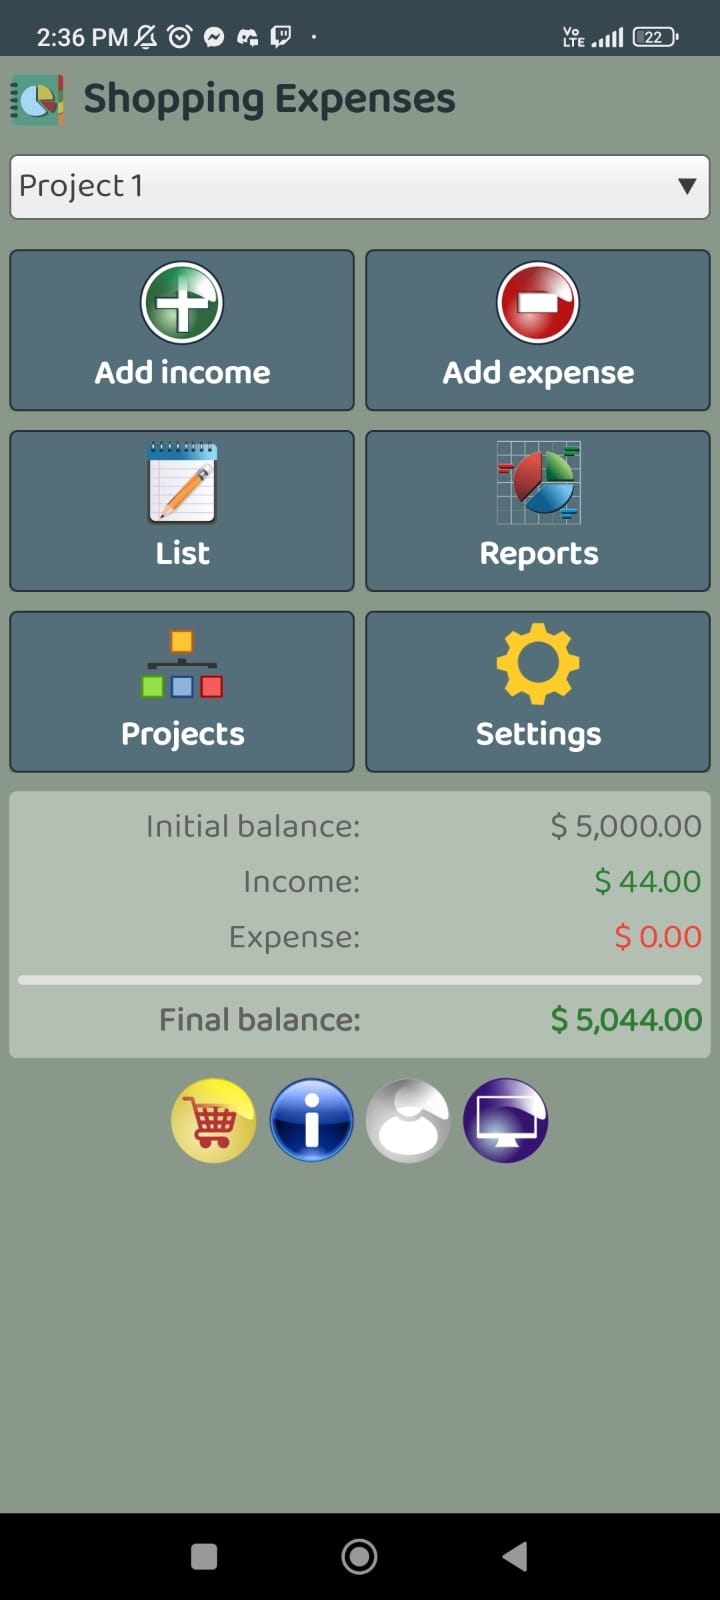 2:36 PM
Vo
LTE
22
Shopping Expenses
Project 1
Add income
Add expense
List
Reports
Projects
Settings
Initial balance: $ 5,000.00
Income: $ 44.00
Expense: $ 0.00
Final balance: $ 5,044.00